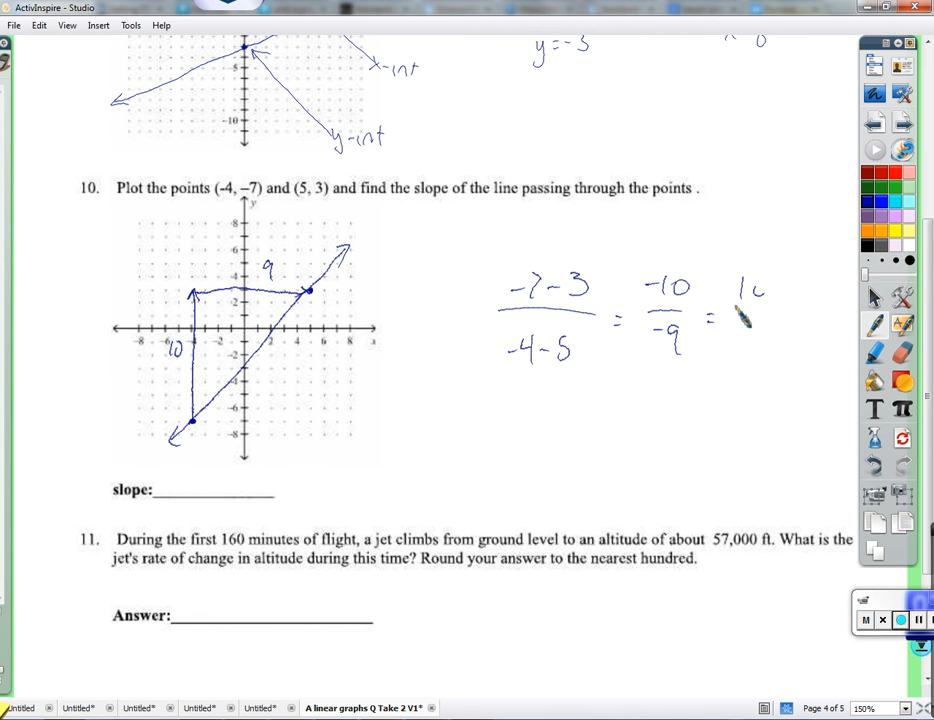 ActivInspire - Studio
File Edit View Insert Tools Help
y = -3
0
x-int
-10
y-int
10. Plot the points (-4, -7) and (5, 3) and find the slope of the line passing through the points .
y
8
6
9
4
2
-8 6 -2 2 4 6 8 x
10
-2
-4
-6
-8
-7-3
-4-5
=
-10
-9
=
10
slope:
11. During the first 160 minutes of flight, a jet climbs from ground level to an altitude of about 57,000 ft. What is the
jet's rate of change in altitude during this time? Round your answer to the nearest hundred.
Answer:
T π
M
Untitled Untitled* Untitled* Untitled* Untitled* A linear graphs Q Take 2 V1* Page 4 of 5 150%